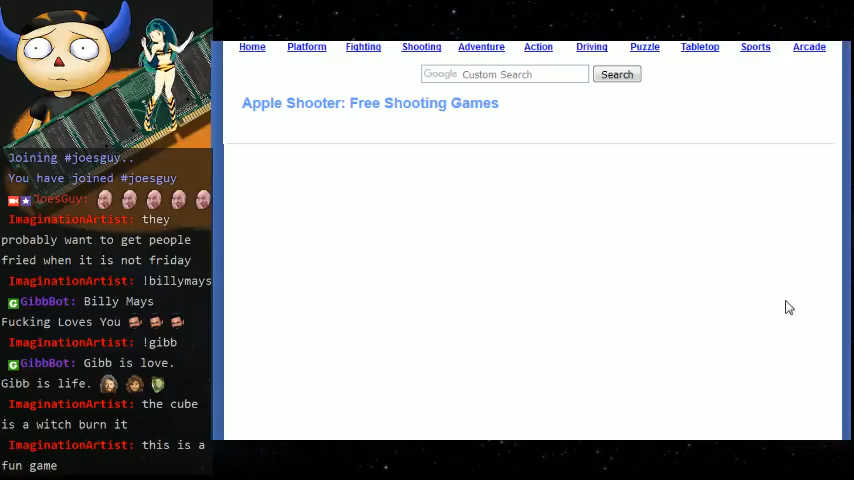 Home Platform Fighting Shooting Adventure Action Driving Puzzle Tabletop Sports Arcade
Google Custom Search Search
Apple Shooter: Free Shooting Games
Joining #joesguy..
You have joined #joesguy
JoesGuy:
ImaginationArtist: they
probably want to get people
fried when it is not friday
ImaginationArtist: !billymays
GibbBot: Billy Mays
Fucking Loves You
ImaginationArtist: !gibb
GibbBot: Gibb is love.
Gibb is life.
ImaginationArtist: the cube
is a witch burn it
ImaginationArtist: this is a
fun game